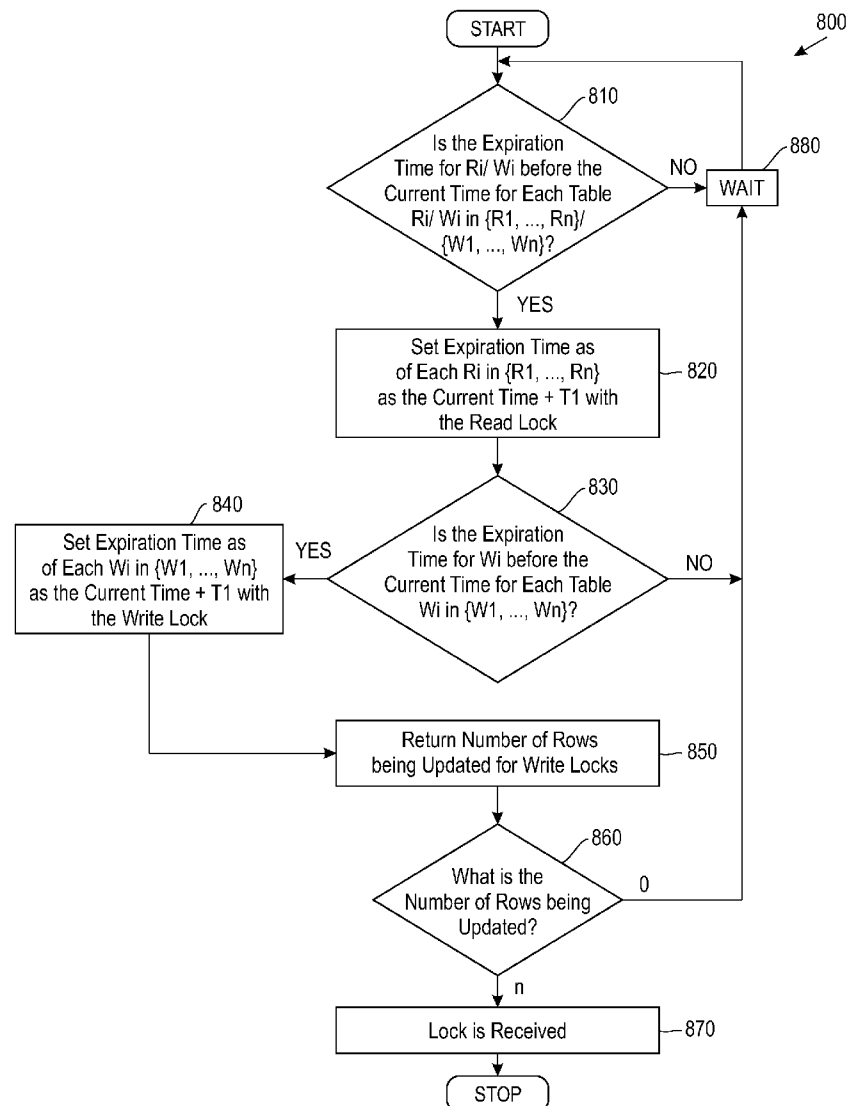 START
800
810
Is the Expiration
Time for Ri/ Wi before the
Current Time for Each Table
Ri/ Wi in {R1, ..., Rn}/
{W1, ..., Wn}?
NO
880
WAIT
YES
Set Expiration Time as
of Each Ri in {R1, ..., Rn}
as the Current Time + T1 with
the Read Lock
820
830
Is the Expiration
Time for Wi before the
Current Time for Each Table
Wi in {W1, ..., Wn}?
NO
YES
840
Set Expiration Time as
of Each Wi in {W1, ..., Wn}
as the Current Time + T1 with
the Write Lock
Return Number of Rows
being Updated for Write Locks
850
860
What is the
Number of Rows being
Updated?
0
n
Lock is Received
870
STOP